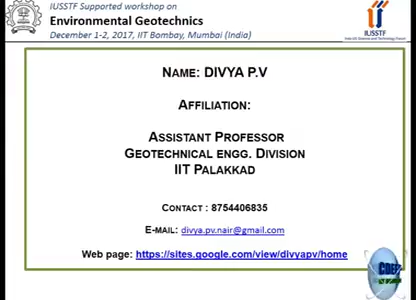 IUSSTF Supported workshop on
Environmental Geotechnics
December 1-2, 2017, IIT Bombay, Mumbai (India)
IUSSTF
NAME: DIVYA P.V
AFFILIATION:
ASSISTANT PROFESSOR
GEOTECHNICAL ENGG. DIVISION
IIT PALAKKAD
CONTACT : 8754406835
E-MAIL: divya.pv.nair@gmail.com
Web page: https://sites.google.com/view/divyapv/home
CDEEP